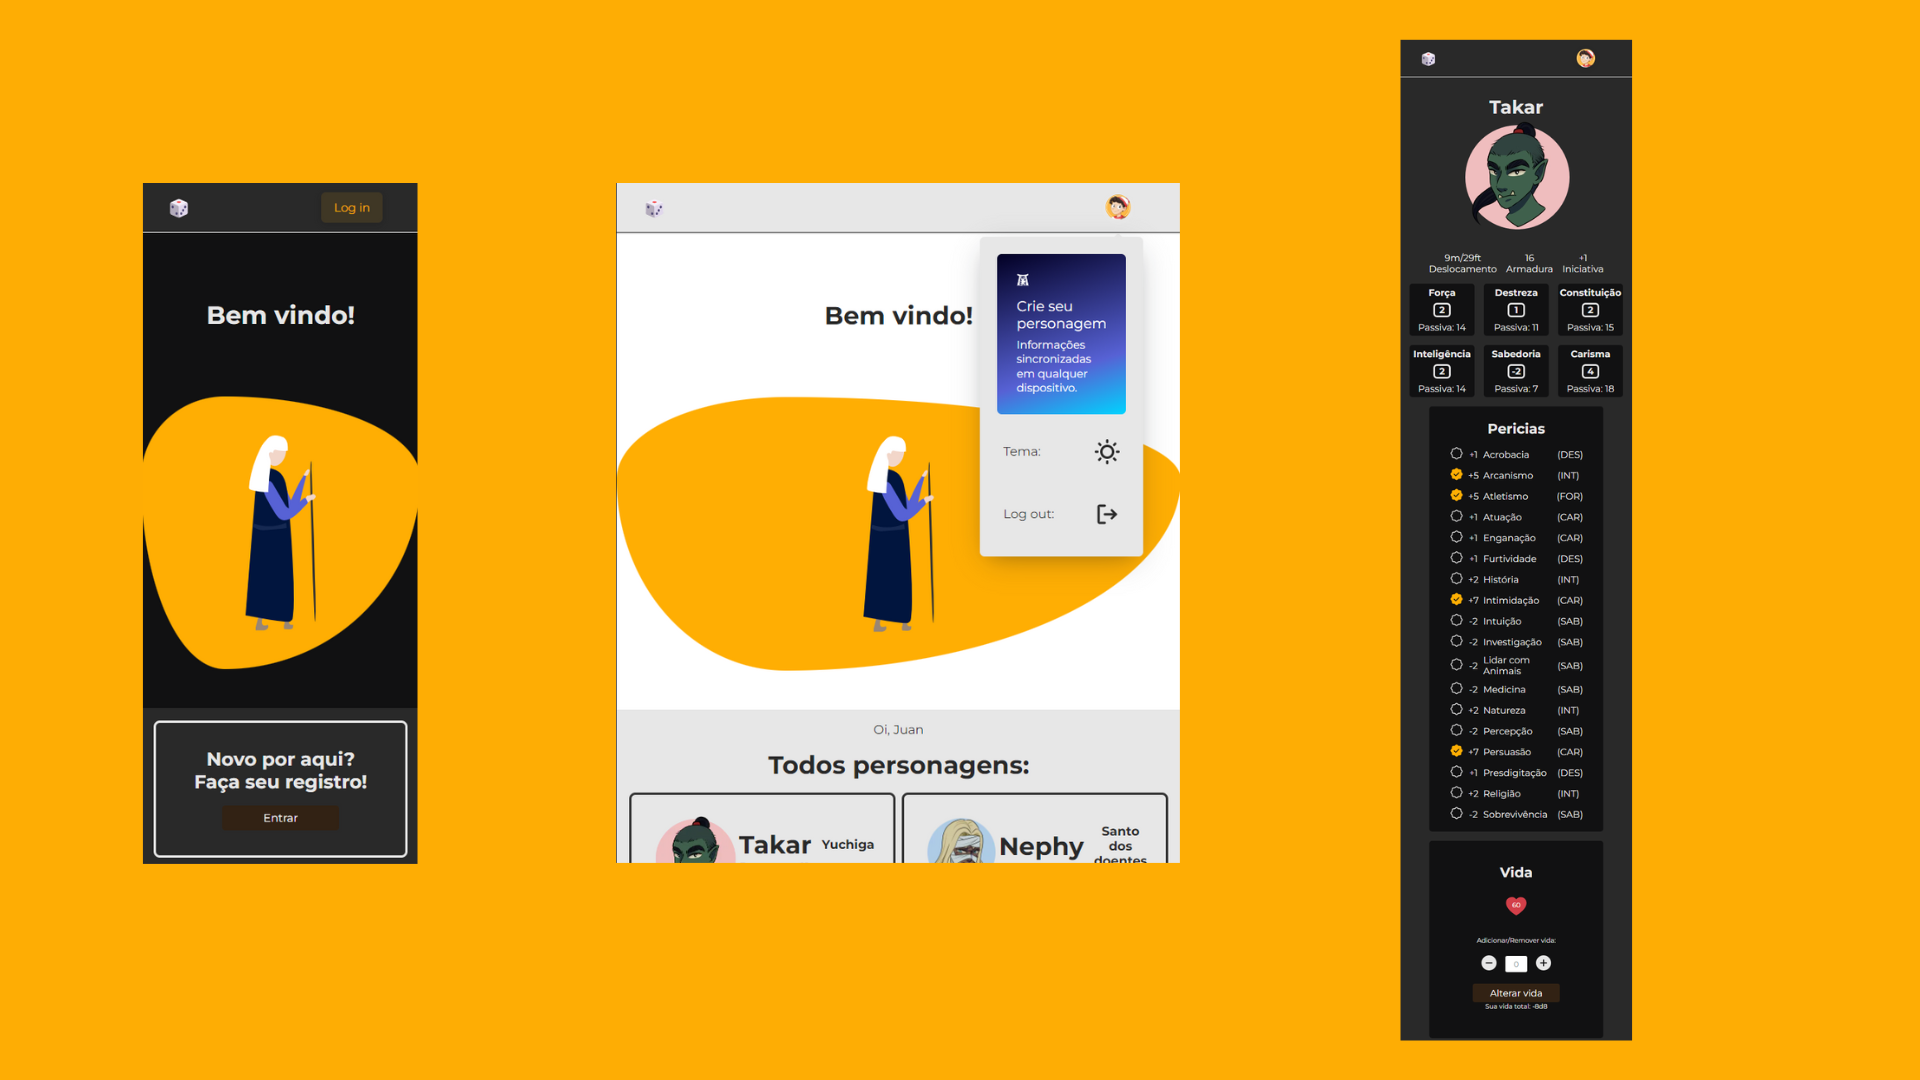 Log in
Bem vindo!
Novo por aqui?
Faça seu registro!
Entrar
Bem vindo!
Crie seu
personagem
Informações
sincronizadas
em qualquer
dispositivo.
Tema:
Log out:
Oi, Juan
Todos personagens:
Takar Yuchiga
Nephy
Santo
dos
doentes
Takar
9m/29ft 16 +1
Deslocamento Armadura Iniciativa
Força Destreza Constituição
2 1 2
Passiva: 14 Passiva: 11 Passiva: 15
Inteligência Sabedoria Carisma
2 -2 4
Passiva: 14 Passiva: 7 Passiva: 18
Pericias
+1 Acrobacia (DES)
+5 Arcanismo (INT)
+5 Atletismo (FOR)
+1 Atuação (CAR)
+1 Enganação (CAR)
+1 Furtividade (DES)
+2 História (INT)
+7 Intimidação (CAR)
-2 Intuição (SAB)
-2 Investigação (SAB)
-2 Lidar com
Animais (SAB)
-2 Medicina (SAB)
+2 Natureza (INT)
-2 Percepção (SAB)
+7 Persuasão (CAR)
+1 Presdigitação (DES)
+2 Religião (INT)
-2 Sobrevivência (SAB)
Vida
60
Adicionar/Remover vida:
0
Alterar vida
Sua vida total: -8d8